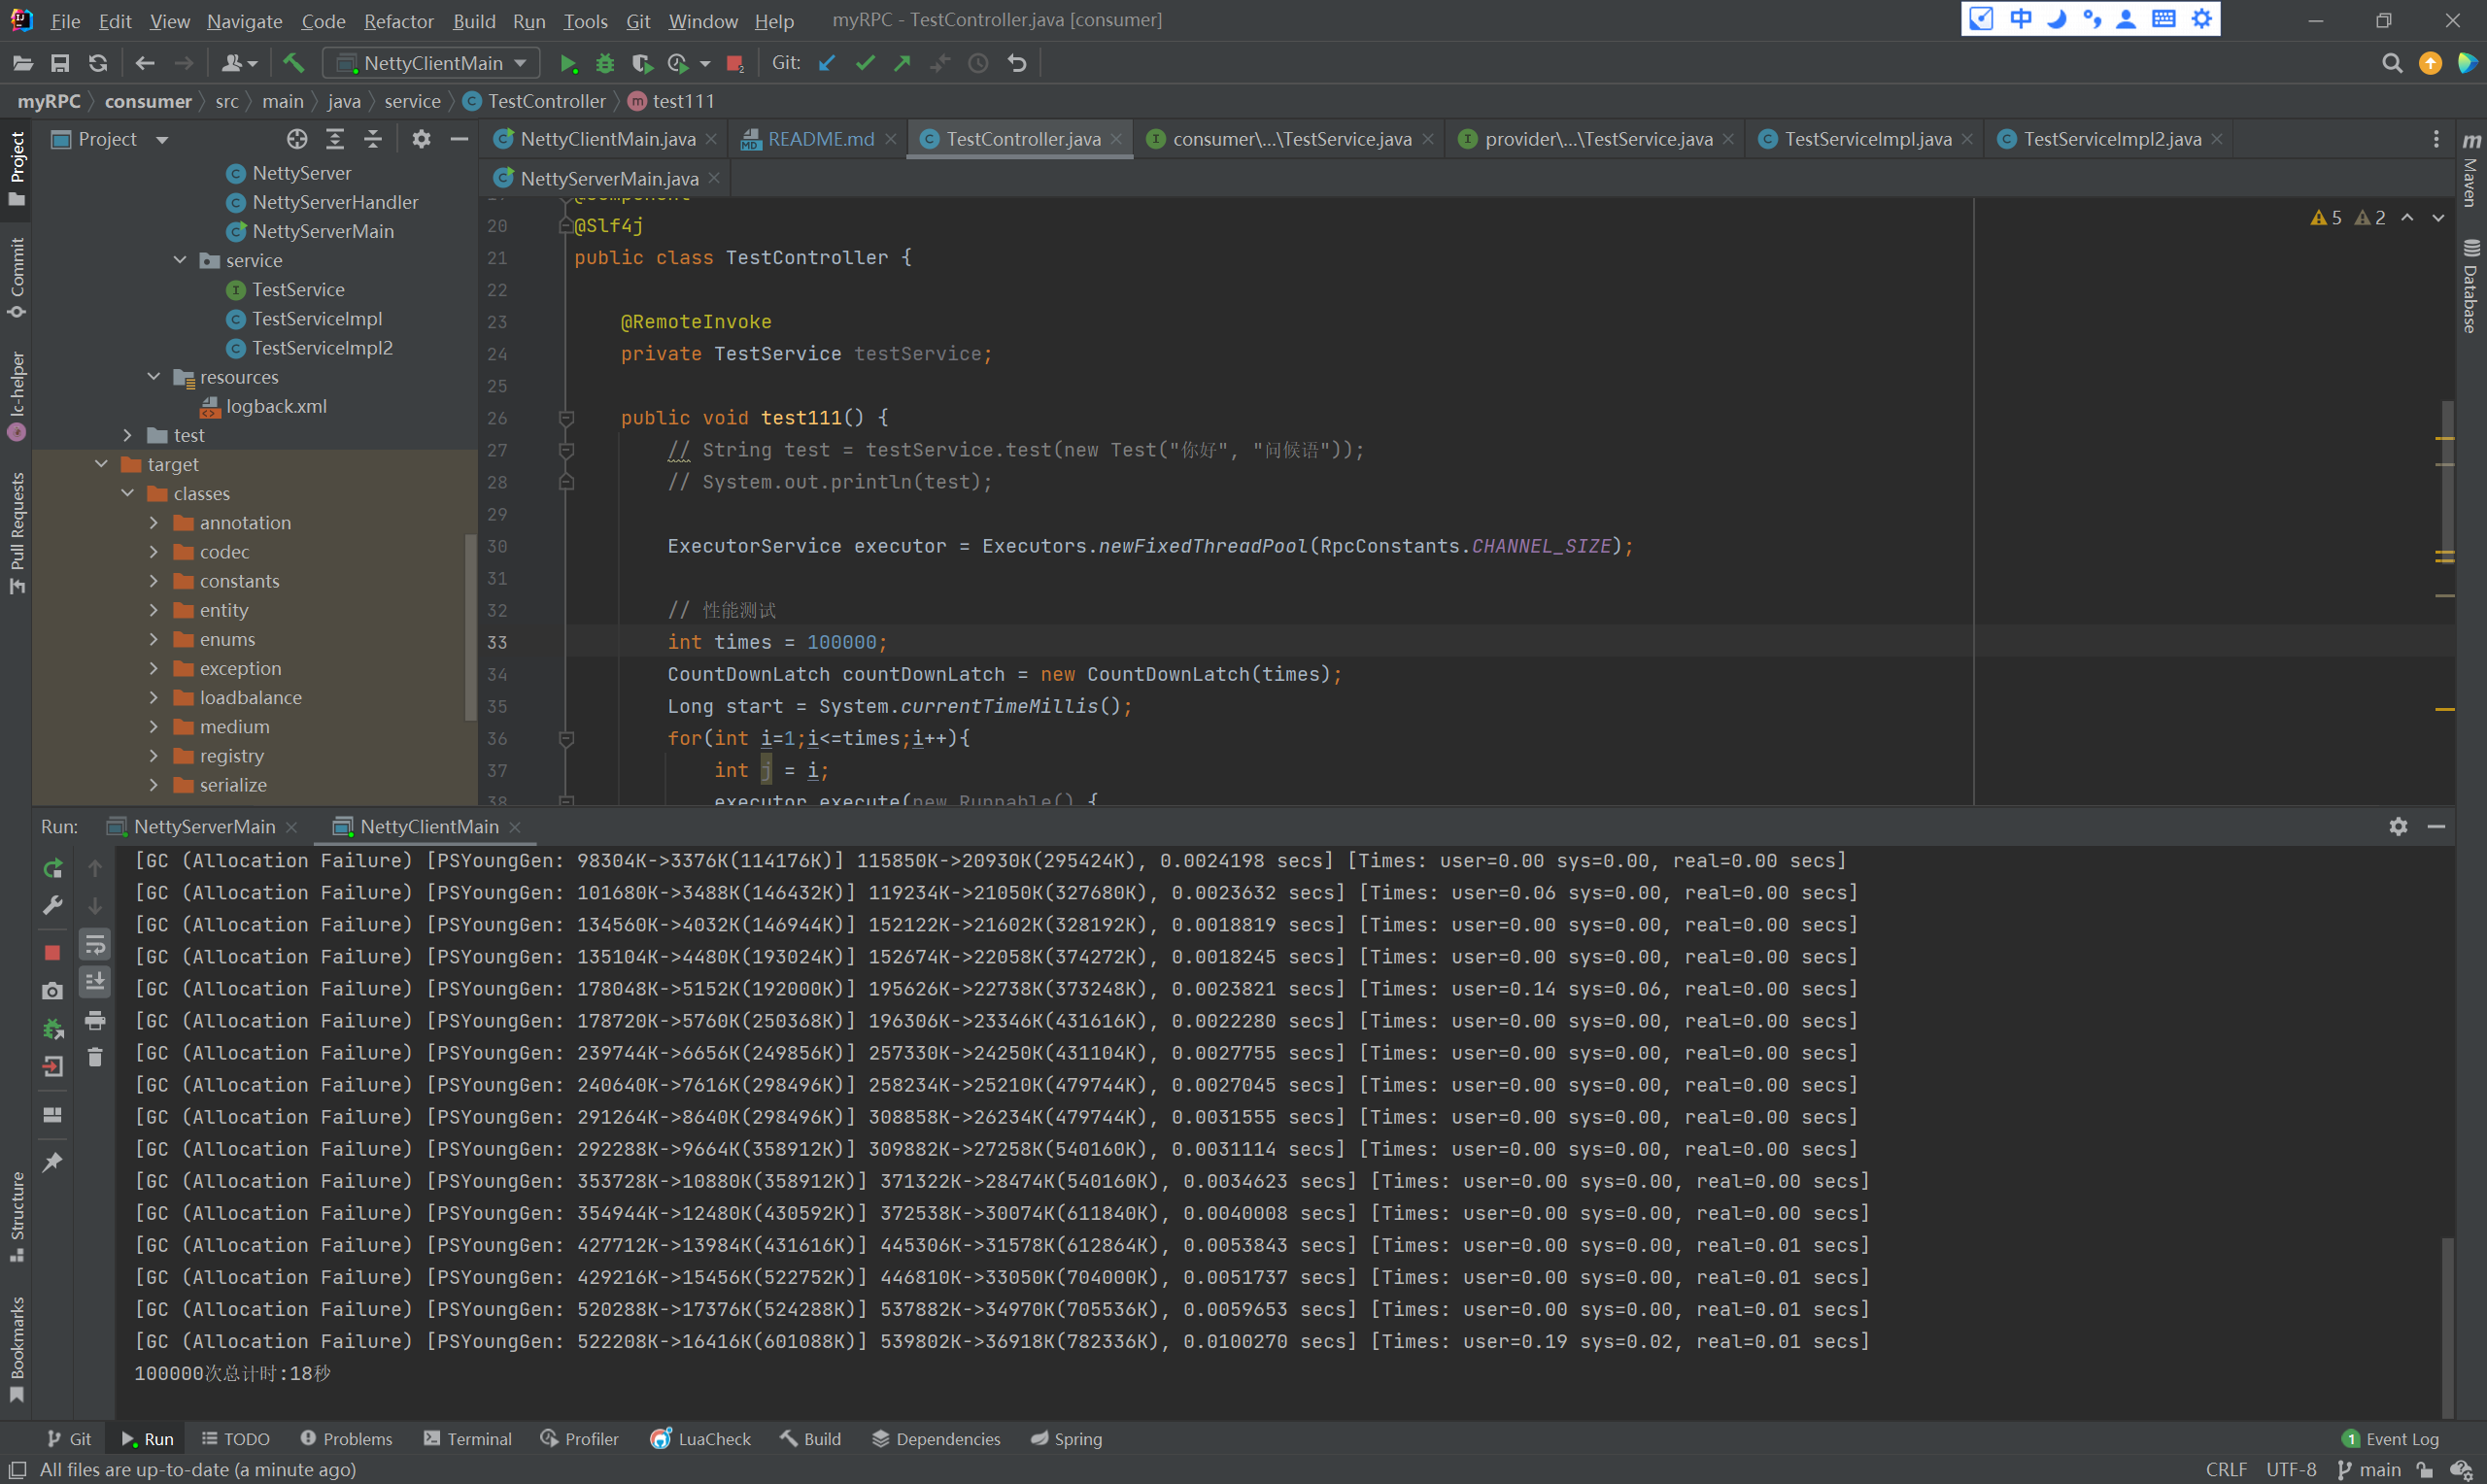 File Edit View Navigate Code Refactor Build Run Tools Git Window Help myRPC - TestController.java [consumer] 中
NettyClientMain Git:
myRPC consumer src main java service TestController test111
Project NettyClientMain.java README.md TestController.java consumer\...\TestService.java provider\...\TestService.java TestServiceImpl.java TestServiceImpl2.java
NettyServerMain.java
NettyServer
NettyServerHandler
NettyServerMain
service
TestService
TestServiceImpl
TestServiceImpl2
resources
logback.xml
test
target
classes
annotation
codec
constants
entity
enums
exception
loadbalance
medium
registry
serialize
Project
Commit
lc-helper
Pull Requests
Structure
Bookmarks
Maven
Database
5 2
@Component
20 @Slf4j
21 public class TestController {
22
23 @RemoteInvoke
24 private TestService testService;
25
26 public void test111() {
27 // String test = testService.test(new Test("你好", "问候语"));
28 // System.out.println(test);
29
30 ExecutorService executor = Executors.newFixedThreadPool(RpcConstants.CHANNEL_SIZE);
31
32 // 性能测试
33 int times = 100000;
34 CountDownLatch countDownLatch = new CountDownLatch(times);
35 Long start = System.currentTimeMillis();
36 for(int i=1;i<=times;i++){
37 int j = i;
38 executor.execute(new Runnable() {
Run: NettyServerMain NettyClientMain
[GC (Allocation Failure) [PSYoungGen: 98304K->3376K(114176K)] 115850K->20930K(295424K), 0.0024198 secs] [Times: user=0.00 sys=0.00, real=0.00 secs]
[GC (Allocation Failure) [PSYoungGen: 101680K->3488K(146432K)] 119234K->21050K(327680K), 0.0023632 secs] [Times: user=0.06 sys=0.00, real=0.00 secs]
[GC (Allocation Failure) [PSYoungGen: 134560K->4032K(146944K)] 152122K->21602K(328192K), 0.0018819 secs] [Times: user=0.00 sys=0.00, real=0.00 secs]
[GC (Allocation Failure) [PSYoungGen: 135104K->4480K(193024K)] 152674K->22058K(374272K), 0.0018245 secs] [Times: user=0.00 sys=0.00, real=0.00 secs]
[GC (Allocation Failure) [PSYoungGen: 178048K->5152K(192000K)] 195626K->22738K(373248K), 0.0023821 secs] [Times: user=0.14 sys=0.06, real=0.00 secs]
[GC (Allocation Failure) [PSYoungGen: 178720K->5760K(250368K)] 196306K->23346K(431616K), 0.0022280 secs] [Times: user=0.00 sys=0.00, real=0.00 secs]
[GC (Allocation Failure) [PSYoungGen: 239744K->6656K(249856K)] 257330K->24250K(431104K), 0.0027755 secs] [Times: user=0.00 sys=0.00, real=0.00 secs]
[GC (Allocation Failure) [PSYoungGen: 240640K->7616K(298496K)] 258234K->25210K(479744K), 0.0027045 secs] [Times: user=0.00 sys=0.00, real=0.00 secs]
[GC (Allocation Failure) [PSYoungGen: 291264K->8640K(298496K)] 308858K->26234K(479744K), 0.0031555 secs] [Times: user=0.00 sys=0.00, real=0.00 secs]
[GC (Allocation Failure) [PSYoungGen: 292288K->9664K(358912K)] 309882K->27258K(540160K), 0.0031114 secs] [Times: user=0.00 sys=0.00, real=0.00 secs]
[GC (Allocation Failure) [PSYoungGen: 353728K->10880K(358912K)] 371322K->28474K(540160K), 0.0034623 secs] [Times: user=0.00 sys=0.00, real=0.00 secs]
[GC (Allocation Failure) [PSYoungGen: 354944K->12480K(430592K)] 372538K->30074K(611840K), 0.0040008 secs] [Times: user=0.00 sys=0.00, real=0.00 secs]
[GC (Allocation Failure) [PSYoungGen: 427712K->13984K(431616K)] 445306K->31578K(612864K), 0.0053843 secs] [Times: user=0.00 sys=0.00, real=0.01 secs]
[GC (Allocation Failure) [PSYoungGen: 429216K->15456K(522752K)] 446810K->33050K(704000K), 0.0051737 secs] [Times: user=0.00 sys=0.00, real=0.01 secs]
[GC (Allocation Failure) [PSYoungGen: 520288K->17376K(524288K)] 537882K->34970K(705536K), 0.0059653 secs] [Times: user=0.00 sys=0.00, real=0.01 secs]
[GC (Allocation Failure) [PSYoungGen: 522208K->16416K(601088K)] 539802K->36918K(782336K), 0.0100270 secs] [Times: user=0.19 sys=0.02, real=0.01 secs]
100000次总计时:18秒
Git Run TODO Problems Terminal Profiler LuaCheck Build Dependencies Spring 1 Event Log
All files are up-to-date (a minute ago) CRLF UTF-8 main